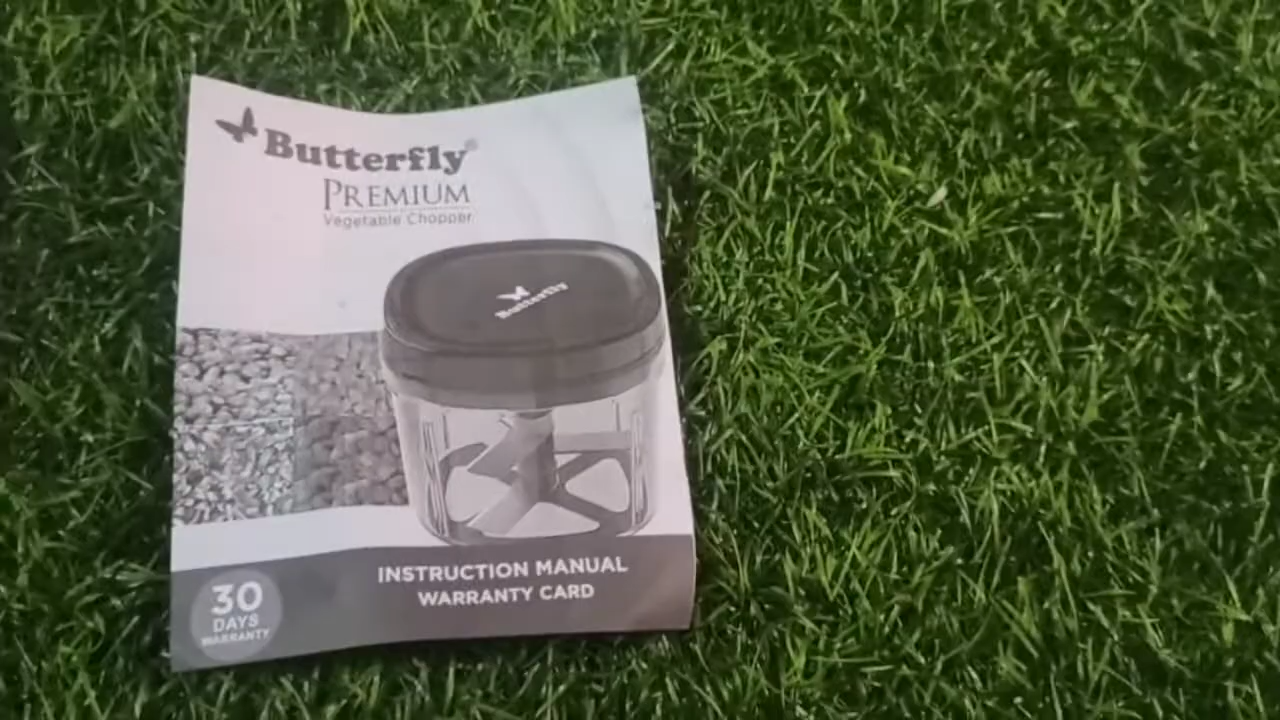 Butterfly®
PREMIUM
Vegetable Chopper
Butterfly
INSTRUCTION MANUAL
WARRANTY CARD
30
DAYS
WARRANTY